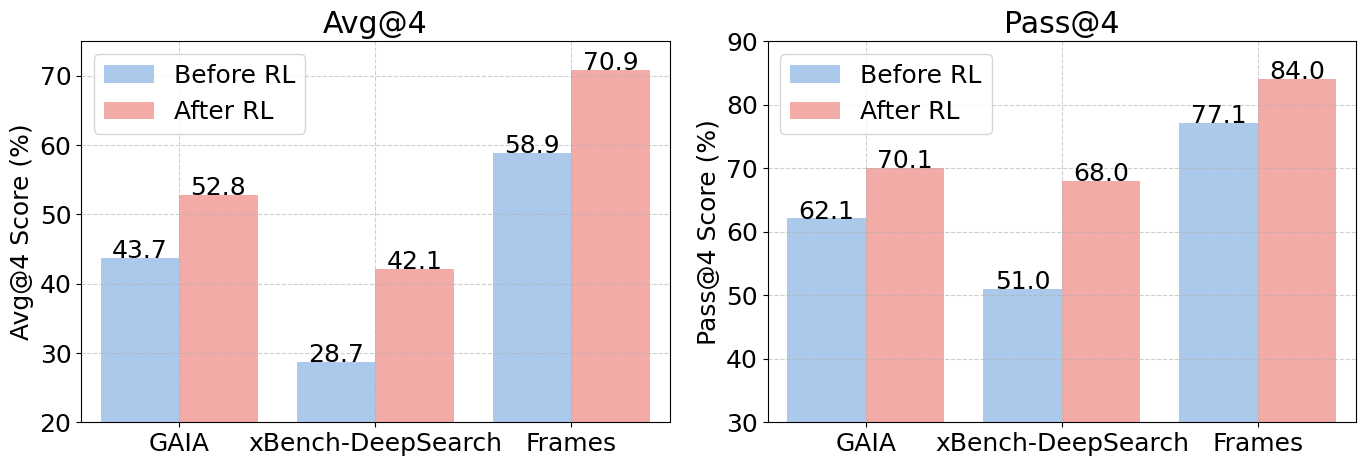 Avg@4
Avg@4 Score (%)
70
60
50
40
30
20
Before RL
After RL
43.7
52.8
28.7
42.1
58.9
70.9
GAIA
xBench-DeepSearch
Frames
Pass@4
Pass@4 Score (%)
90
80
70
60
50
40
30
Before RL
After RL
62.1
70.1
51.0
68.0
77.1
84.0
GAIA
xBench-DeepSearch
Frames